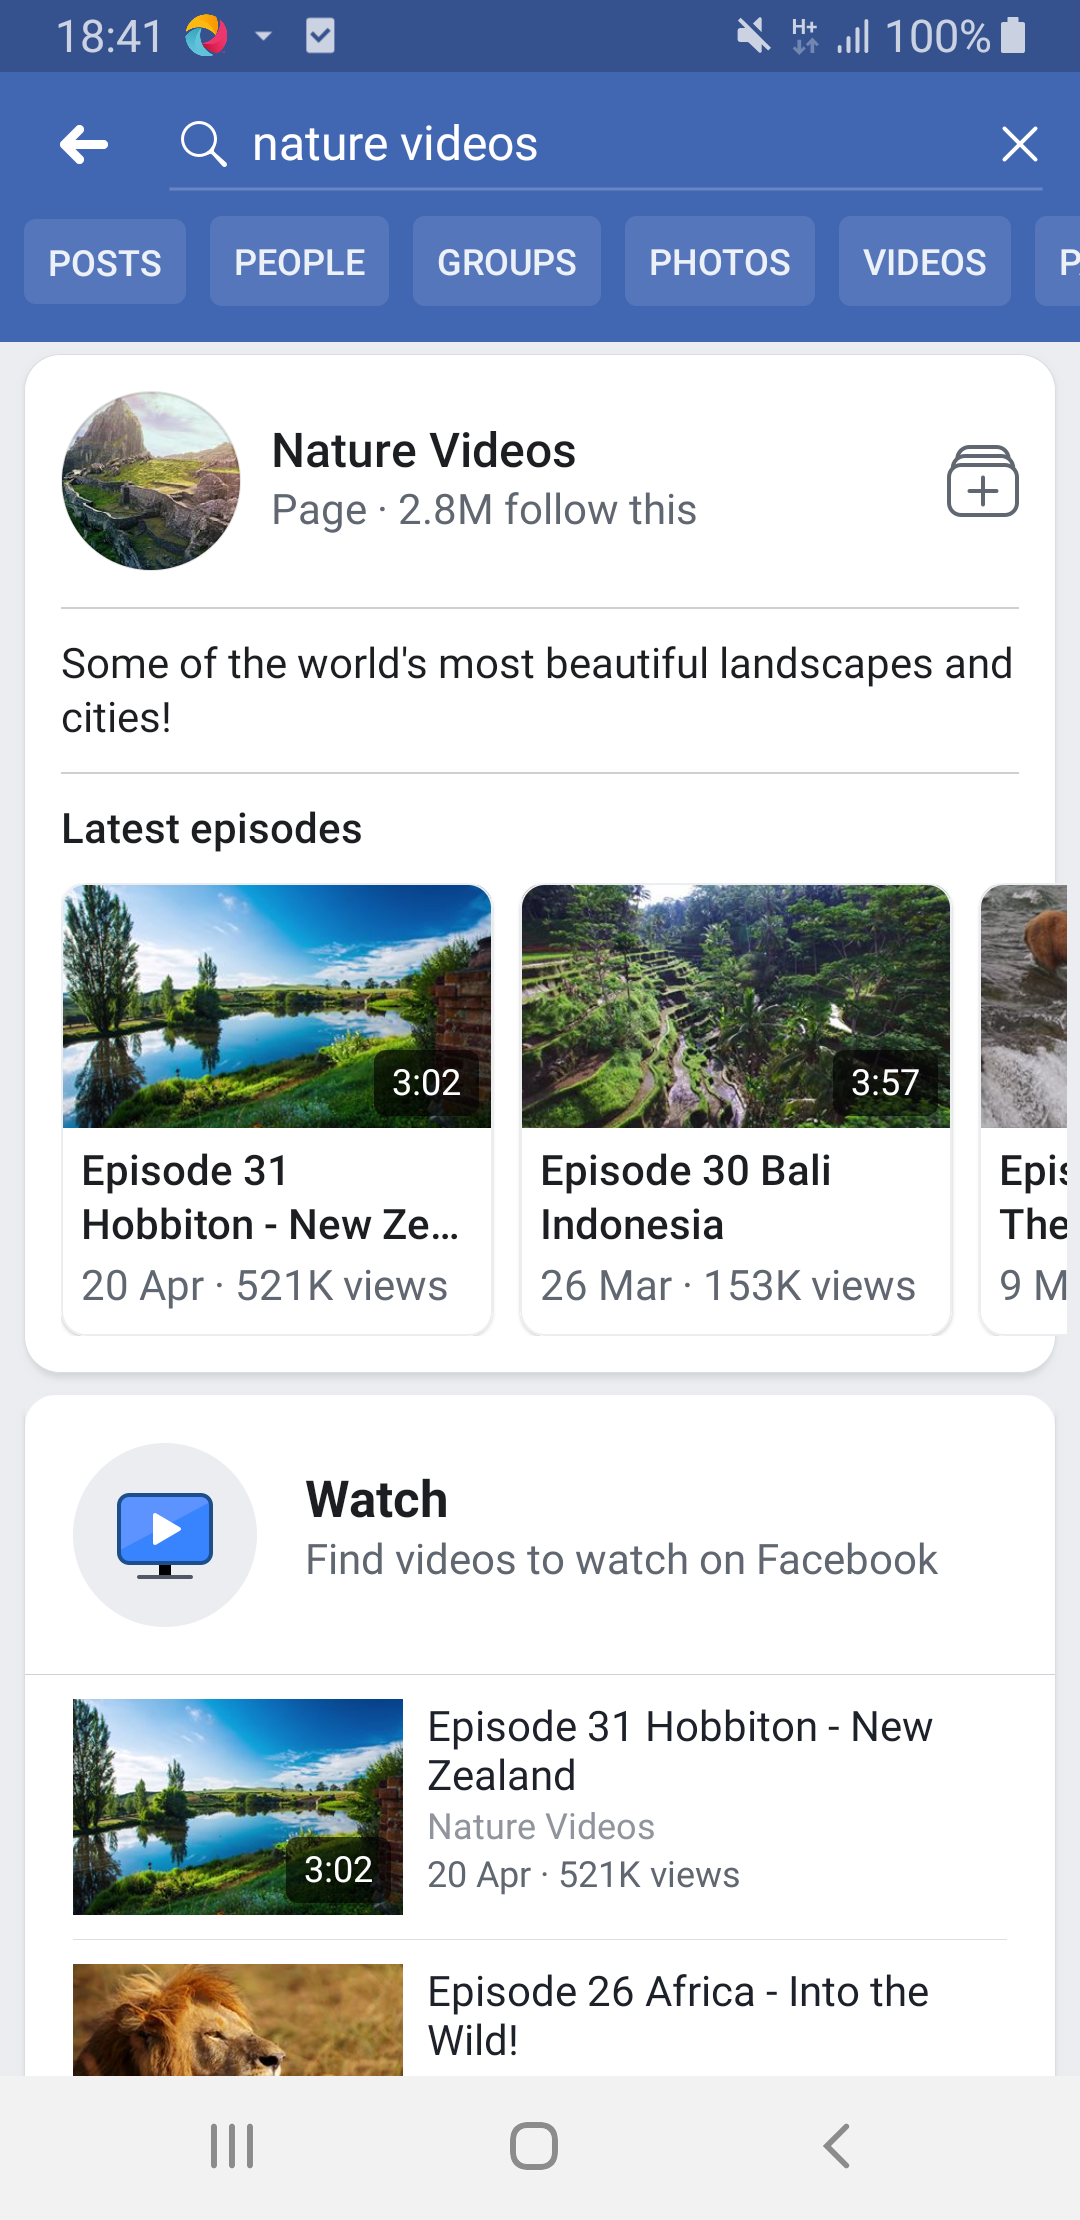 18:41
H+
100%
nature videos
POSTS PEOPLE GROUPS PHOTOS VIDEOS
Nature Videos
Page · 2.8M follow this
Some of the world's most beautiful landscapes and
cities!
Latest episodes
3:02
Episode 31
Hobbiton - New Ze...
20 Apr · 521K views
3:57
Episode 30 Bali
Indonesia
26 Mar · 153K views
The
9 M
Watch
Find videos to watch on Facebook
3:02
Episode 31 Hobbiton - New
Zealand
Nature Videos
20 Apr · 521K views
Episode 26 Africa - Into the
Wild!